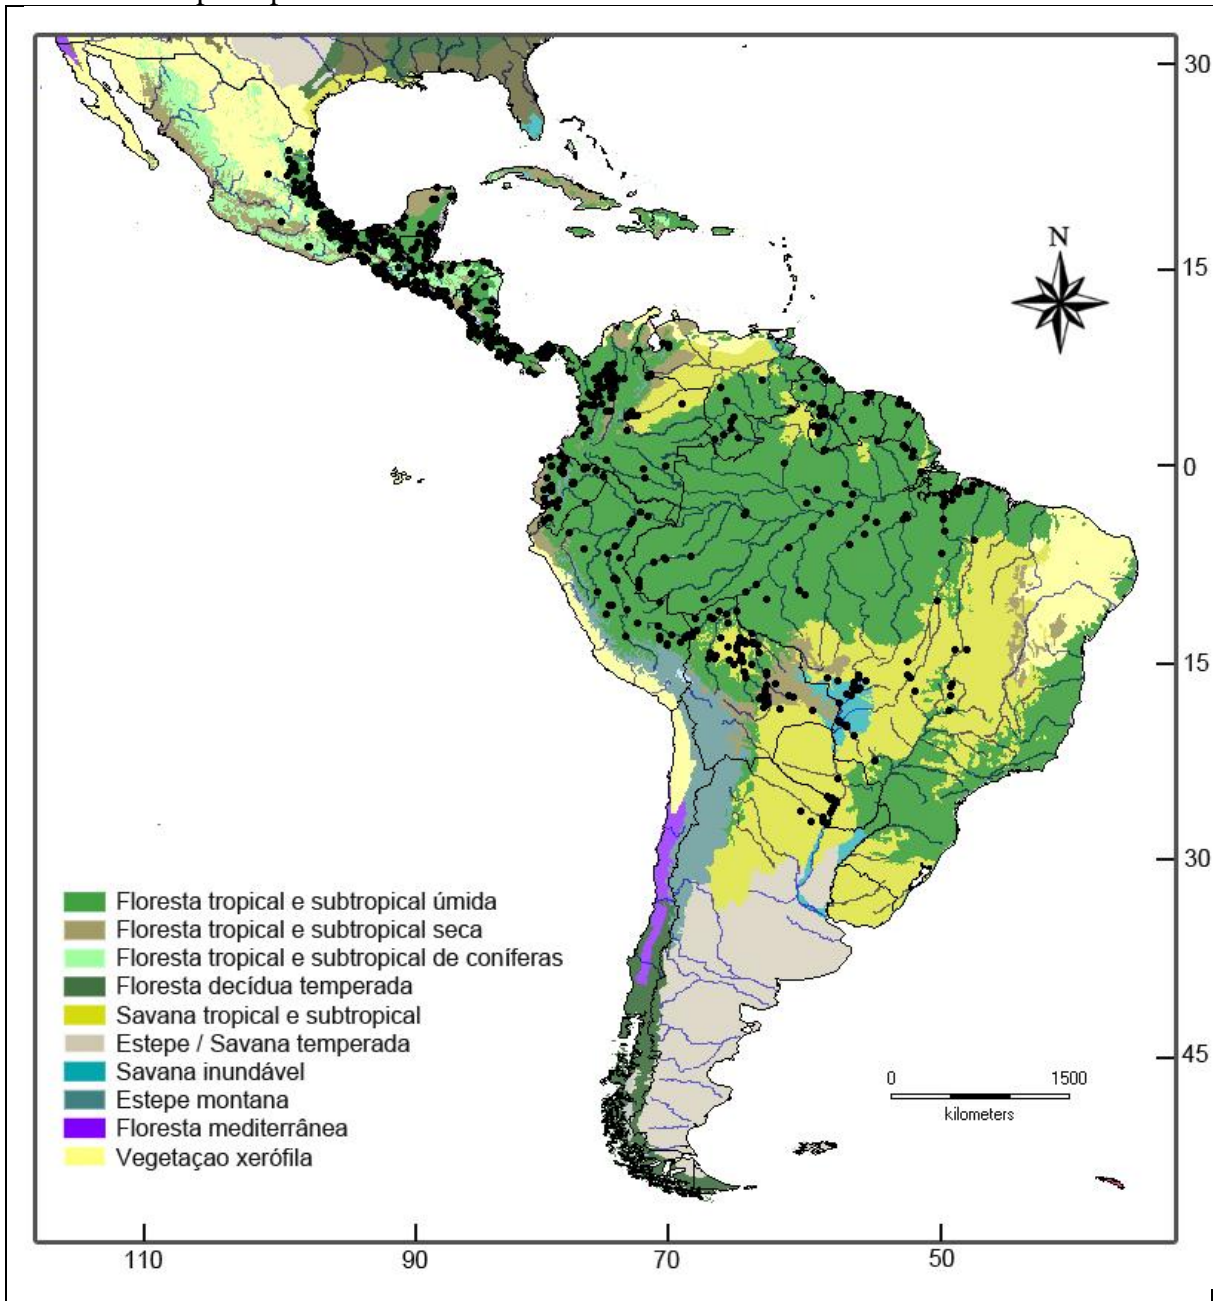 30
N
15
0
15
30
Floresta tropical e subtropical úmida
Floresta tropical e subtropical seca
Floresta tropical e subtropical de coníferas
Floresta decídua temperada
Savana tropical e subtropical
Estepe / Savana temperada
Savana inundável
Estepe montana
Floresta mediterrânea
Vegetaçao xerófila
45
0 1500
kilometers
110 90 70 50